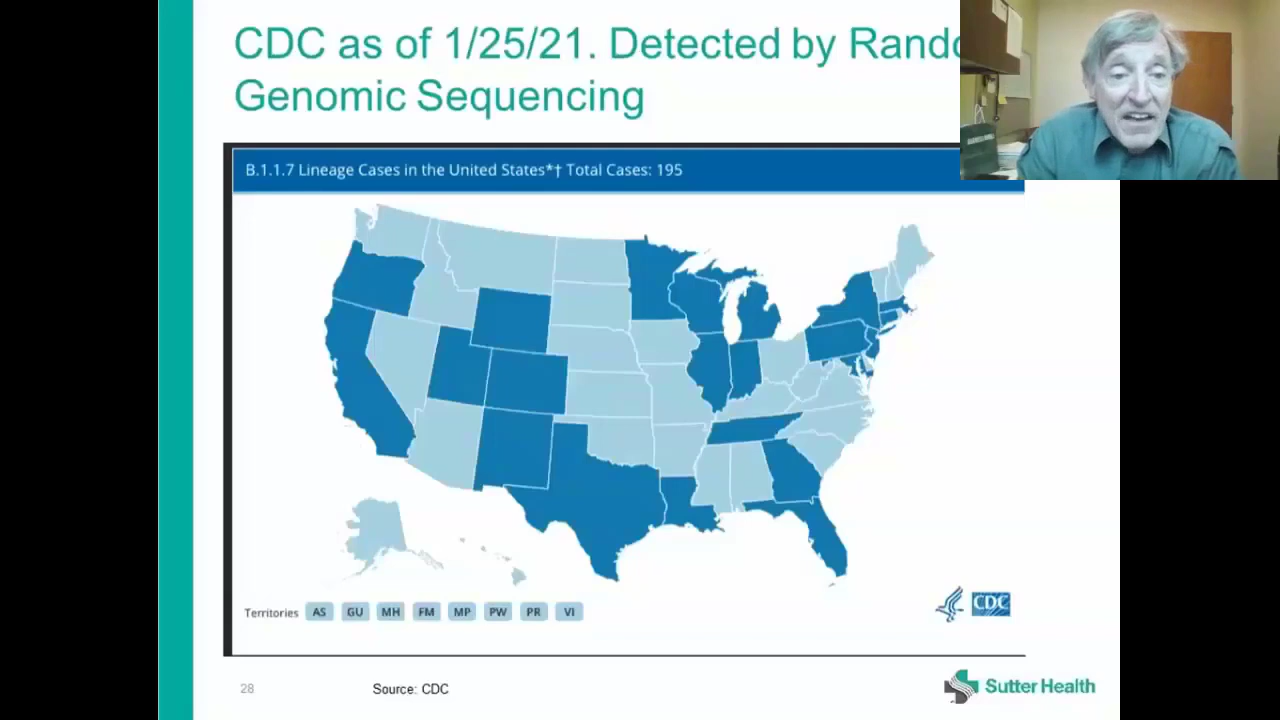 CDC as of 1/25/21. Detected by
Genomic Sequencing
B.1.1.7 Lineage Cases in the United States*† Total Cases: 195
Territories AS GU MH FM MP PW PR VI
CDC
28 Source: CDC
Sutter Health